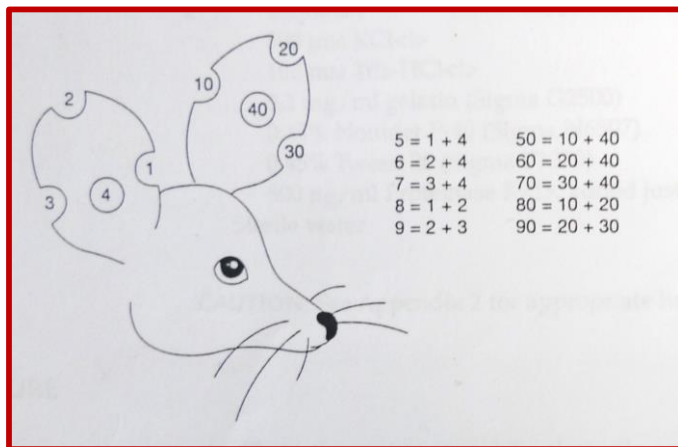 20
10
2
40
30
1
4
3
5 = 1 + 4
6 = 2 + 4
7 = 3 + 4
8 = 1 + 2
9 = 2 + 3
50 = 10 + 40
60 = 20 + 40
70 = 30 + 40
80 = 10 + 20
90 = 20 + 30